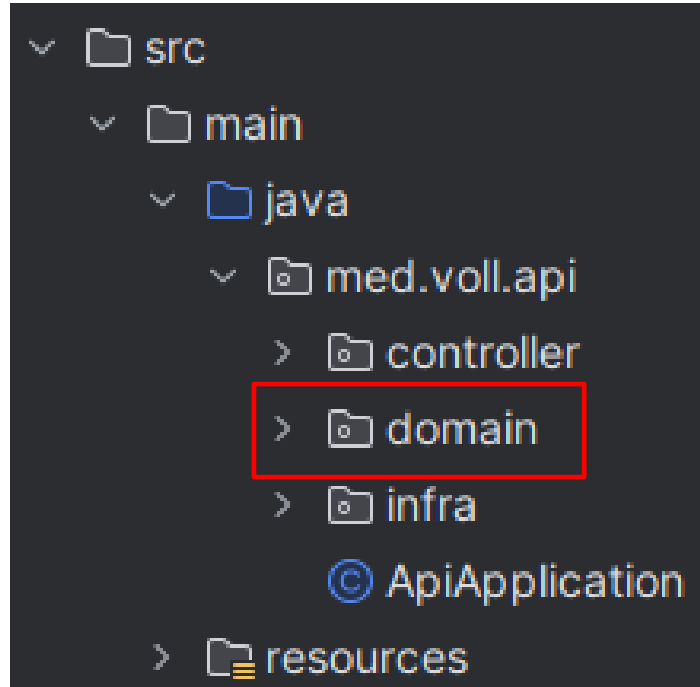 src
main
java
med.voll.api
controller
domain
infra
ApiApplication
resources